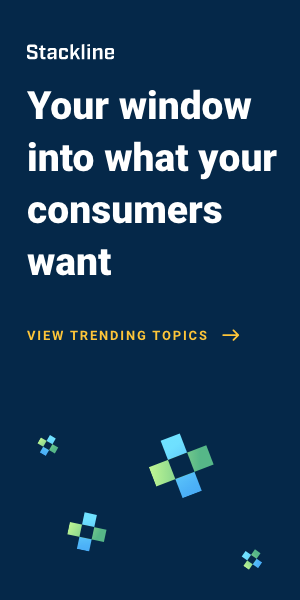 Stackline
Your window
into what your
consumers
want
VIEW TRENDING TOPICS →